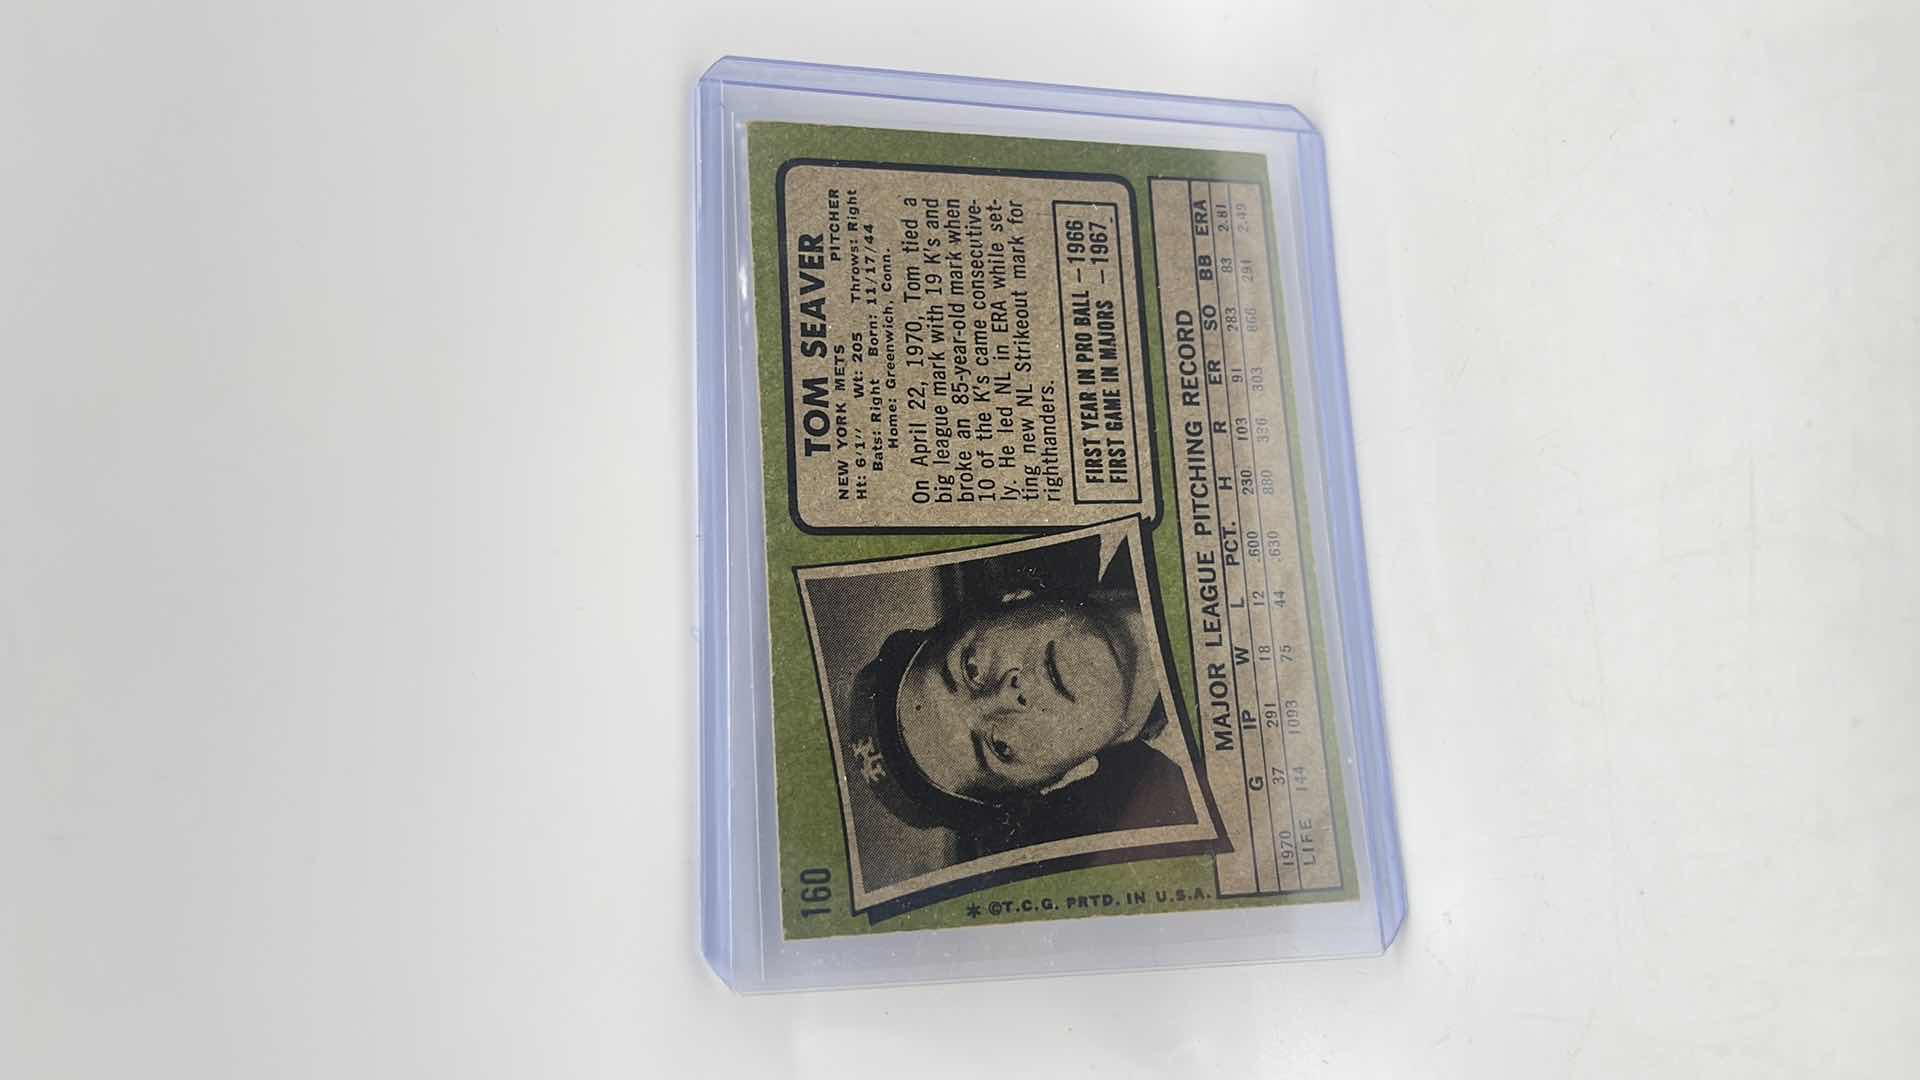 160
TOM SEAVER
NEW YORK METS PITCHER
Ht: 6'1" Wt: 205 Throws: Right
Bats: Right Born: 11/17/44
Home: Greenwich, Conn.
On April 22, 1970, Tom tied a
big league mark with 19 K's and
broke an 85-year-old mark when
10 of the K's came consecutive-
ly. He led NL in ERA while set-
ting new NL Strikeout mark for
righthanders.
FIRST YEAR IN PRO BALL — 1966
FIRST GAME IN MAJORS — 1967
* ©T.C.G. PRTD. IN U.S.A.
MAJOR LEAGUE PITCHING RECORD
G IP W L PCT. H R ER SO BB ERA
1970 37 291 18 12 .600 230 103 91 283 83 2.81
LIFE 144 1093 75 44 .630 880 336 303 868 291 2.49